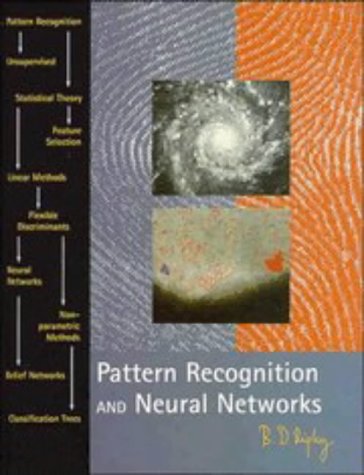 Pattern Recognition
Unsupervised
Statistical Theory
Feature
Selection
Linear Methods
Flexible
Discriminants
Neural
Networks
Non-
parametric
Methods
Belief Networks
Classification Trees
Pattern Recognition
AND Neural Networks
B. D. Ripley